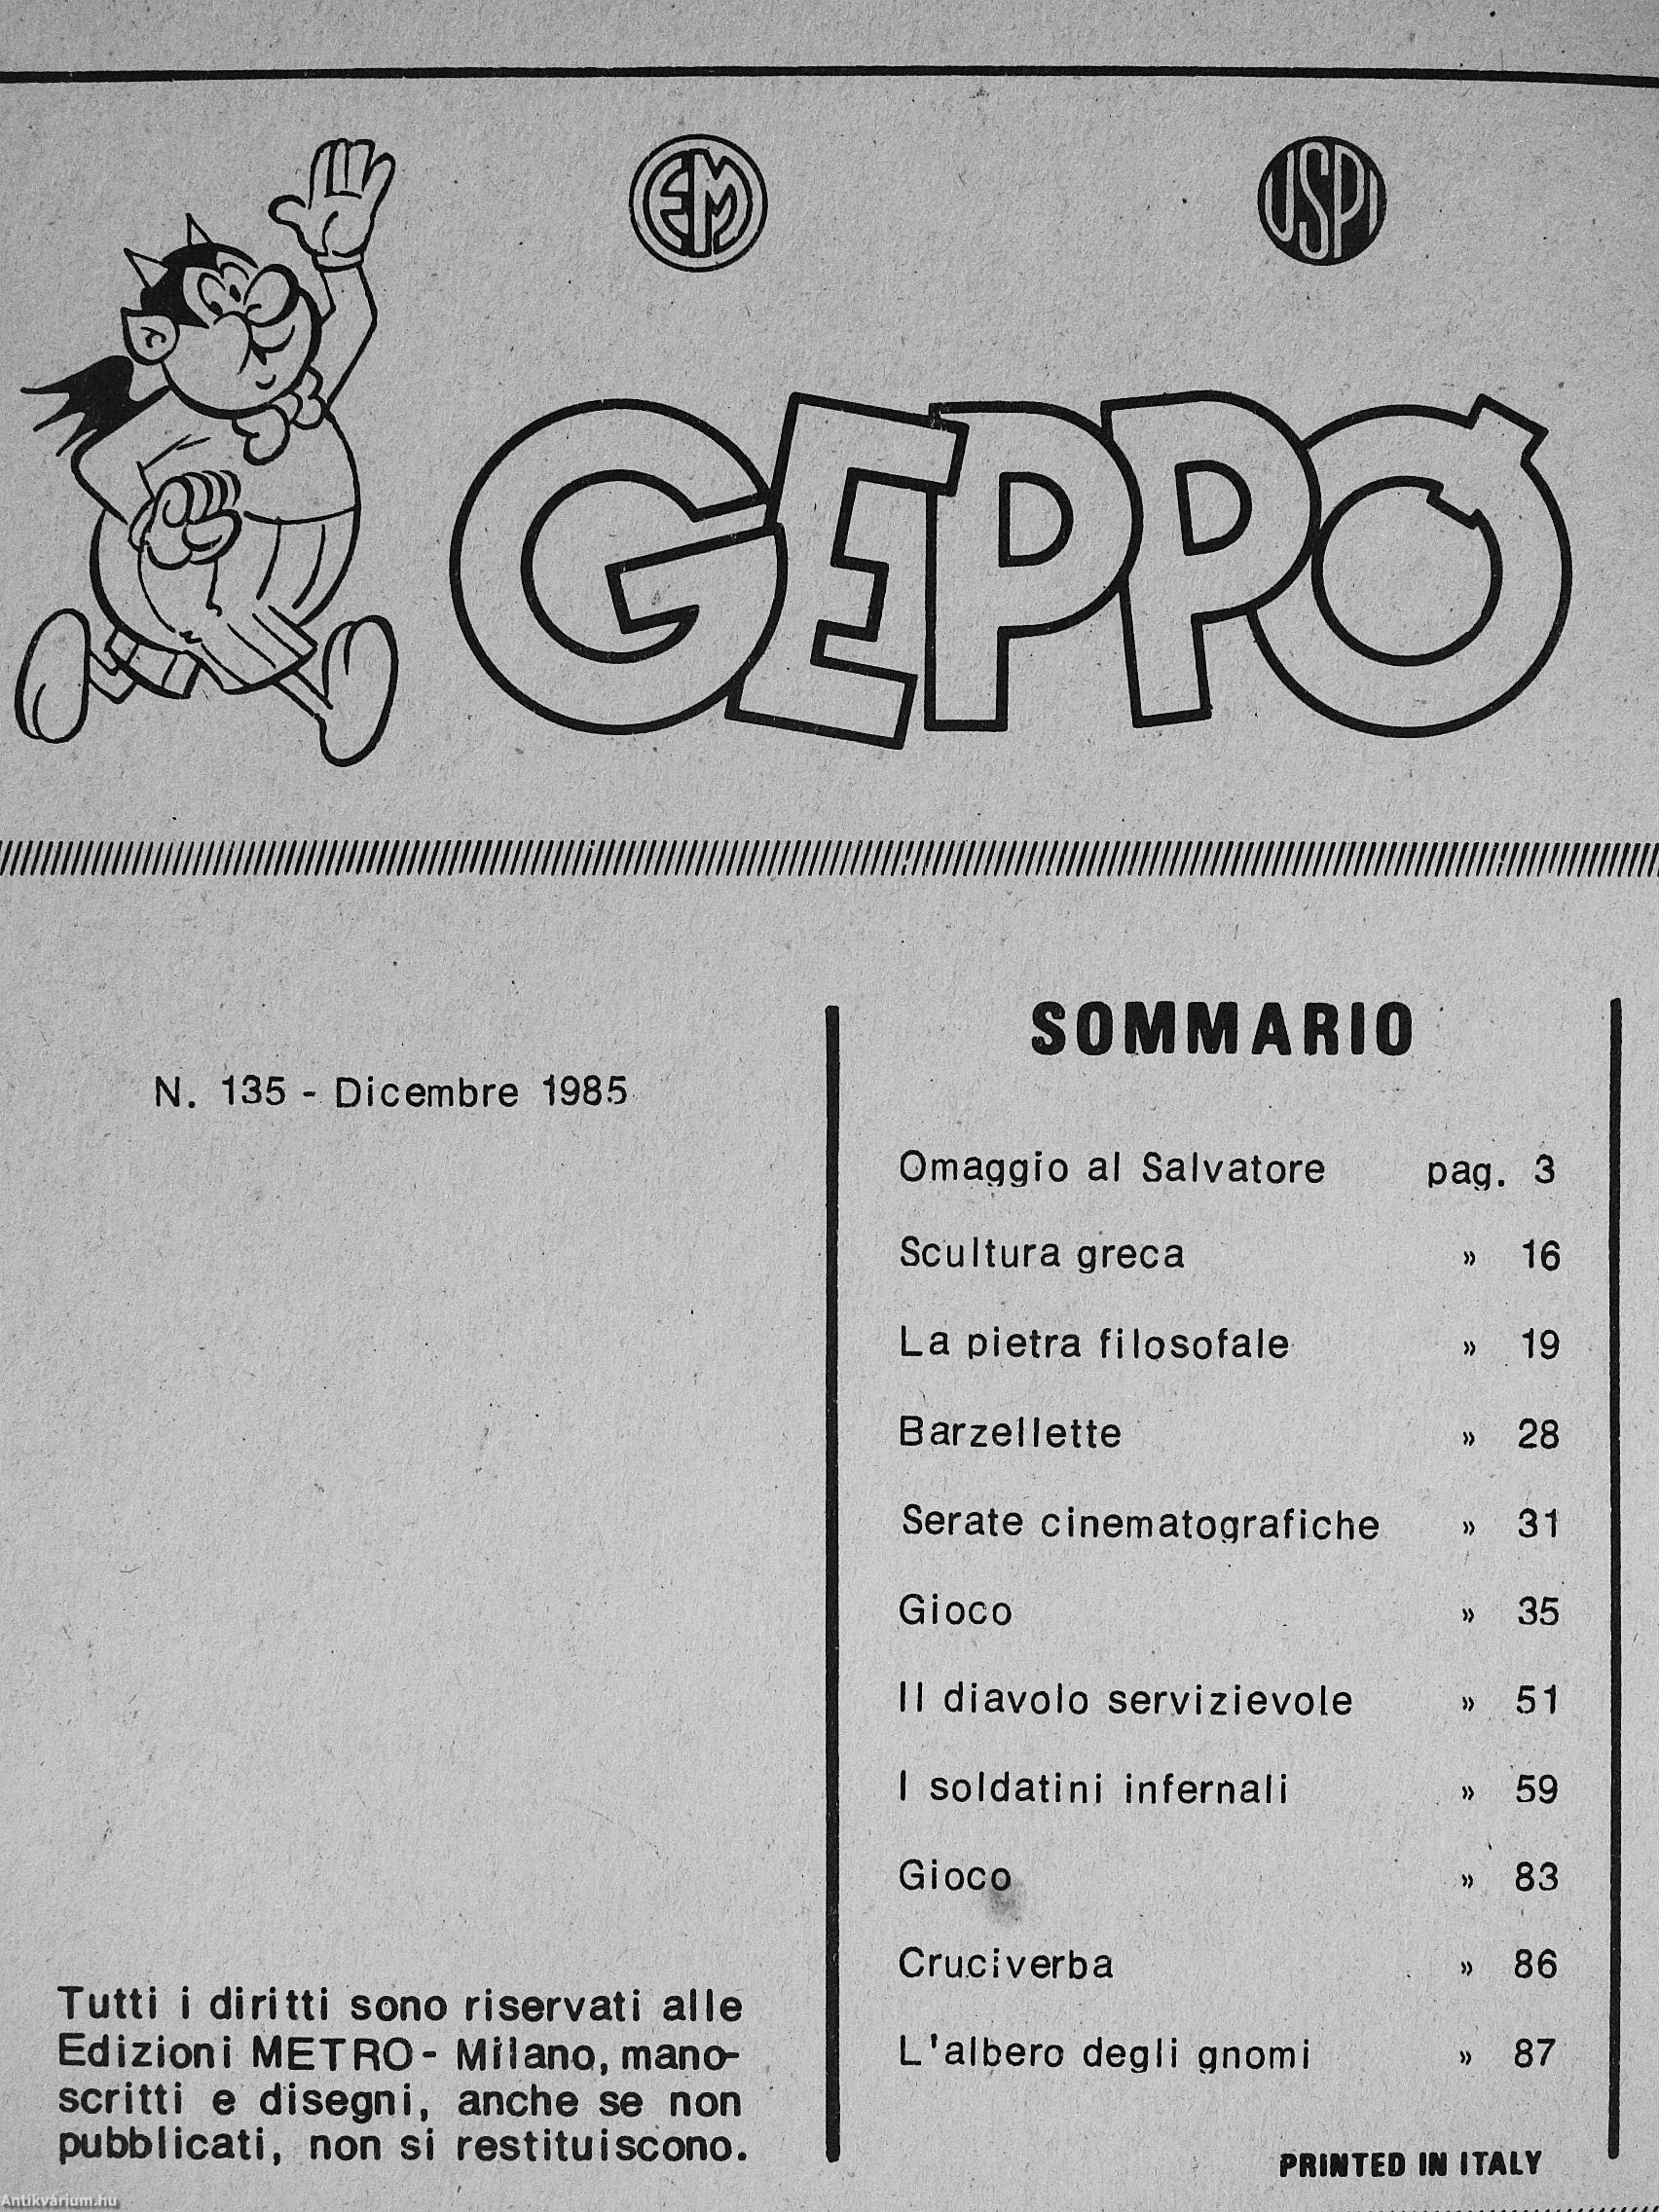 EM
USPI
GEPPO
N. 135 - Dicembre 1985
Tutti i diritti sono riservati alle
Edizioni METRO - Milano, mano-
scritti e disegni, anche se non
pubblicati, non si restituiscono.
SOMMARIO
Omaggio al Salvatore pag. 3
Scultura greca » 16
La pietra filosofale » 19
Barzellette » 28
Serate cinematografiche » 31
Gioco » 35
Il diavolo servizievole » 51
I soldatini infernali » 59
Gioco » 83
Cruciverba » 86
L'albero degli gnomi » 87
PRINTED IN ITALY
Antikvárium.hu